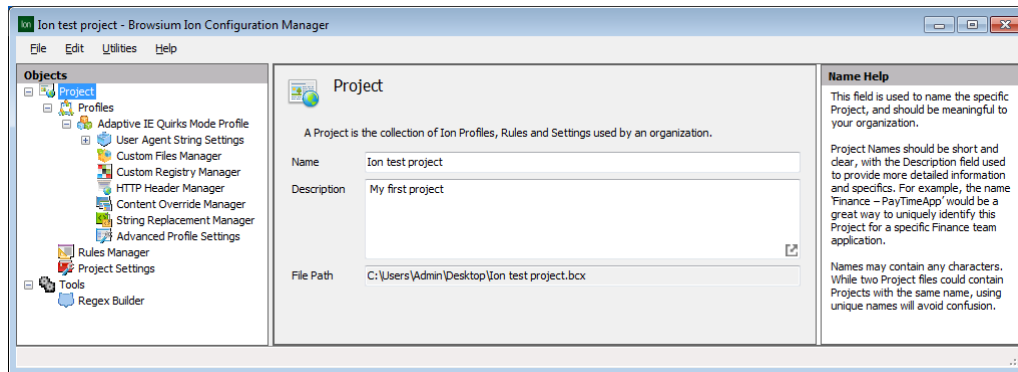 Ion
Ion test project - Browsium Ion Configuration Manager
File Edit Utilities Help
Objects
Project
Profiles
Adaptive IE Quirks Mode Profile
User Agent String Settings
Custom Files Manager
Custom Registry Manager
HTTP Header Manager
Content Override Manager
String Replacement Manager
Advanced Profile Settings
Rules Manager
Project Settings
Tools
Regex Builder
Project
A Project is the collection of Ion Profiles, Rules and Settings used by an organization.
Name Ion test project
Description My first project
File Path C:\Users\Admin\Desktop\Ion test project.bcx
Name Help
This field is used to name the specific
Project, and should be meaningful to
your organization.
Project Names should be short and
clear, with the Description field used
to provide more detailed information
and specifics. For example, the name
'Finance – PayTimeApp' would be a
great way to uniquely identify this
Project for a specific Finance team
application.
Names may contain any characters.
While two Project files could contain
Projects with the same name, using
unique names will avoid confusion.